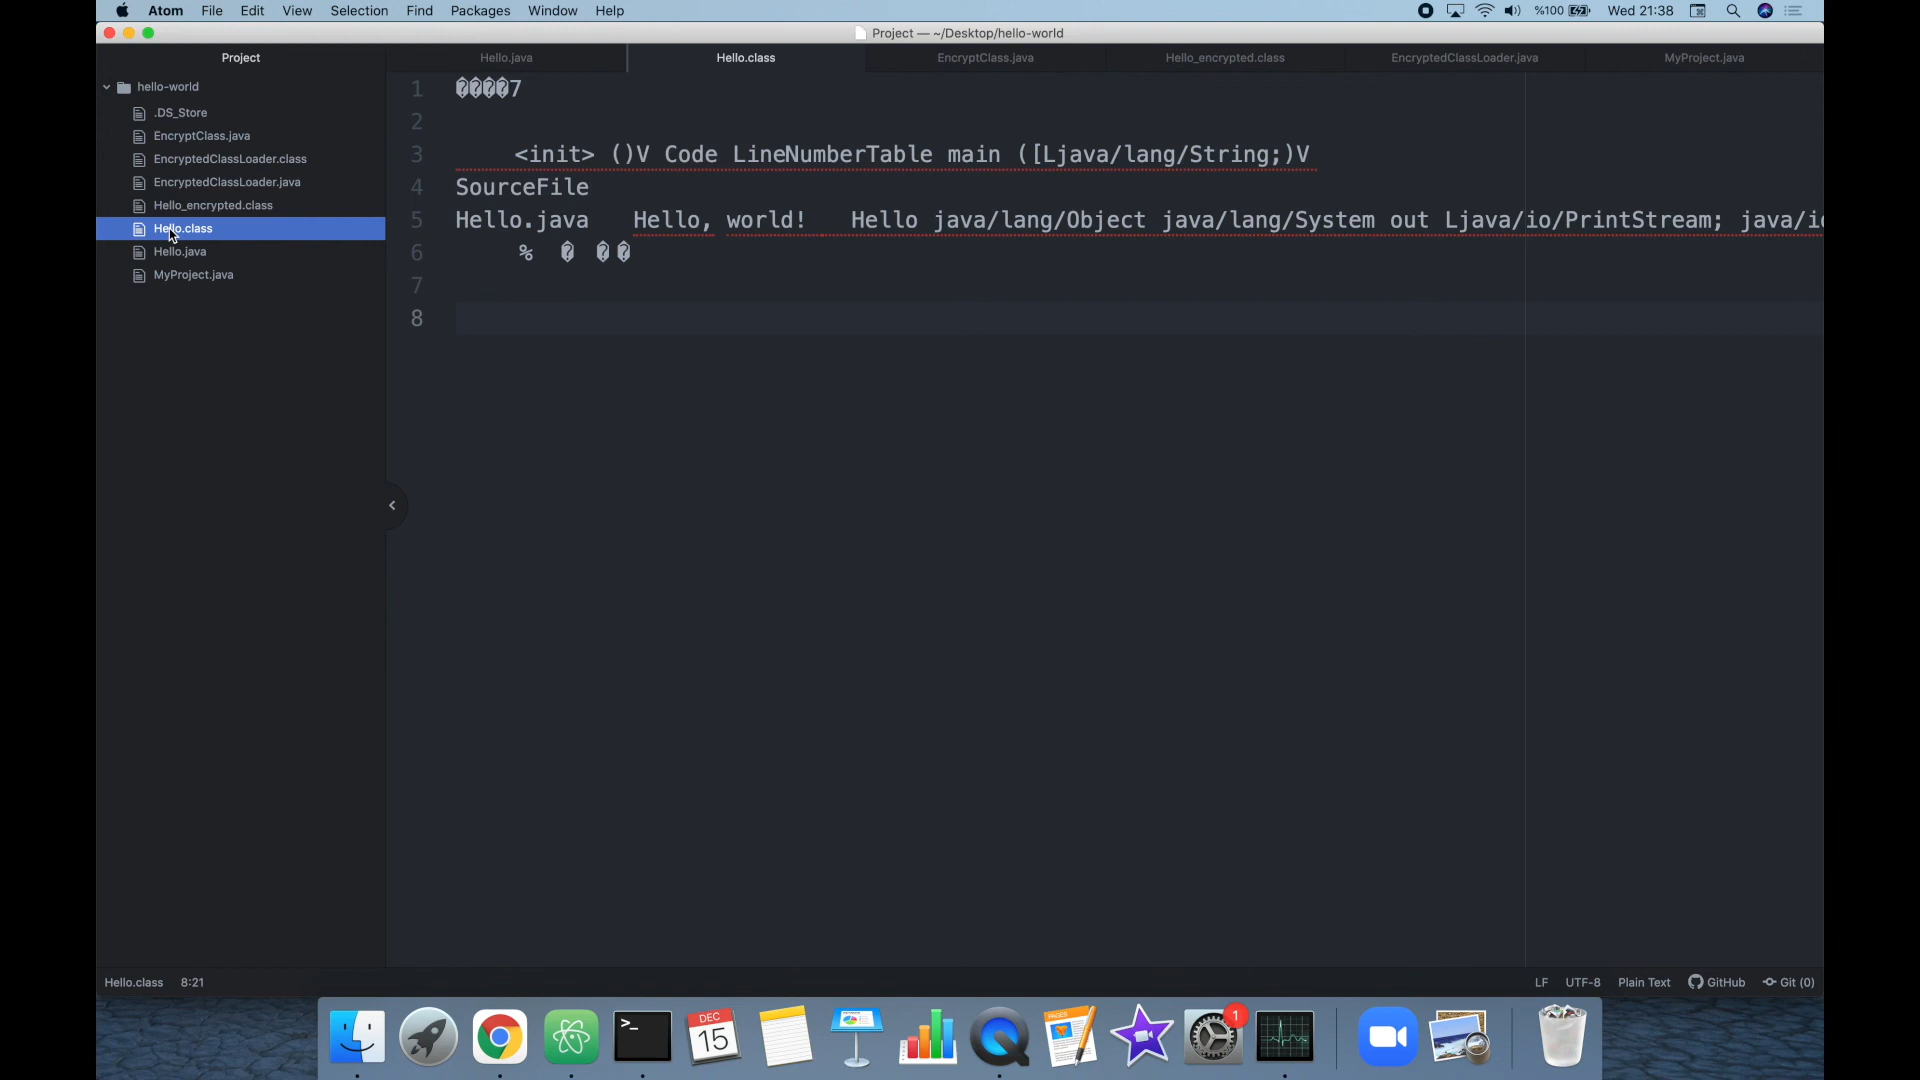 Atom File Edit View Selection Find Packages Window Help %100 Wed 21:38
Project — ~/Desktop/hello-world
Project Hello.java Hello.class EncryptClass.java Hello_encrypted.class EncryptedClassLoader.java MyProject.java
hello-world
.DS_Store
EncryptClass.java
EncryptedClassLoader.class
EncryptedClassLoader.java
Hello_encrypted.class
Hello.class
Hello.java
MyProject.java
1 �����7
2
3 <init> ()V Code LineNumberTable main ([Ljava/lang/String;)V
4 SourceFile
5 Hello.java Hello, world! Hello java/lang/Object java/lang/System out Ljava/io/PrintStream; java/i
6 % � ��
7
8
Hello.class 8:21 LF UTF-8 Plain Text GitHub Git (0)
>_
DEC
15
1